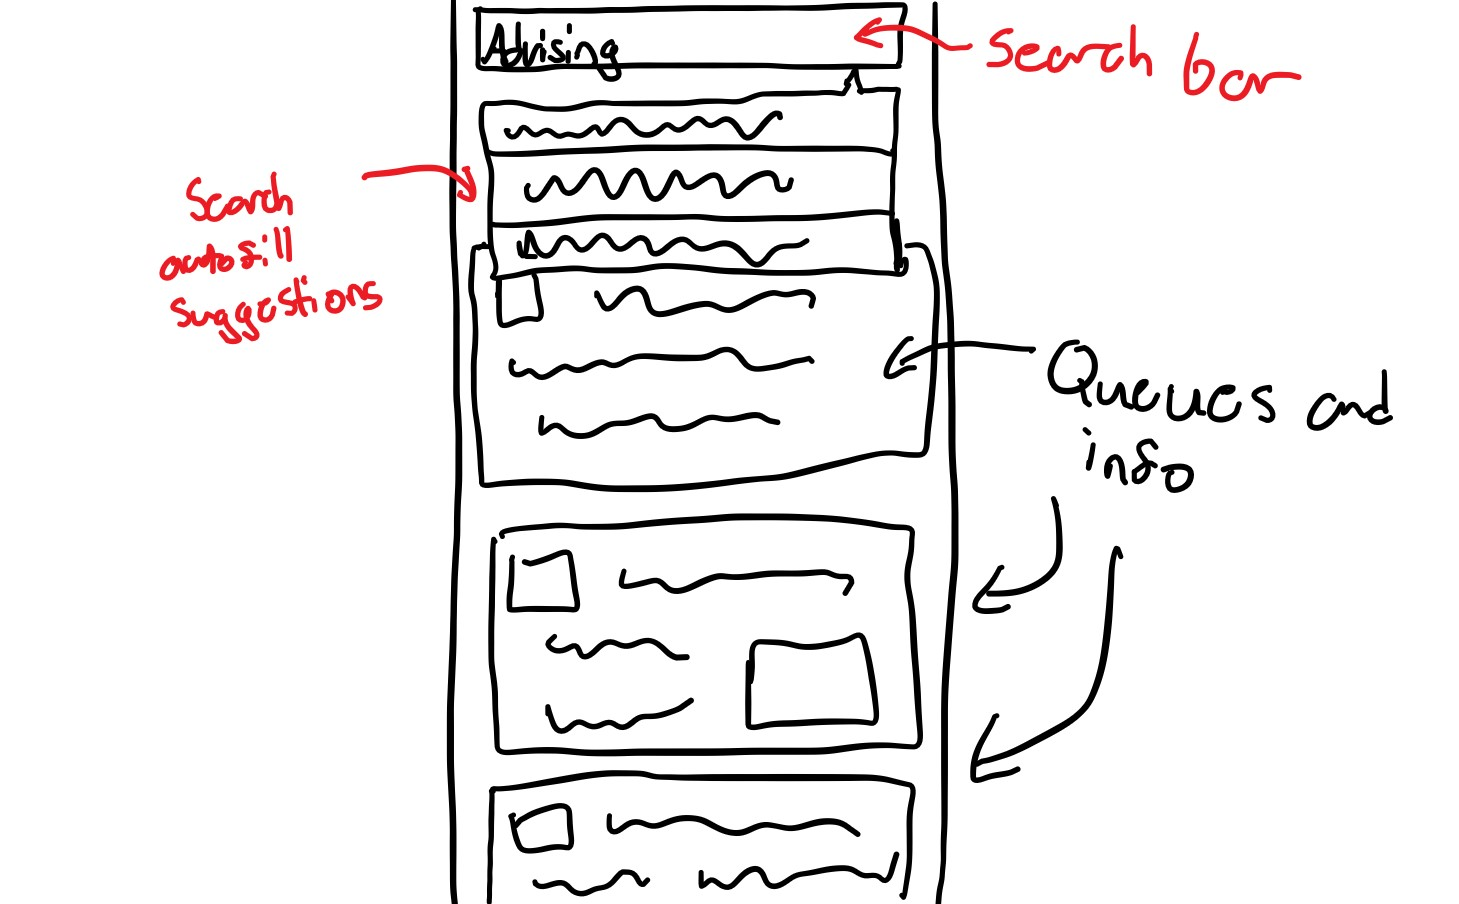 Advising
Search bar
Search
autofill
suggestions
Queues and
info